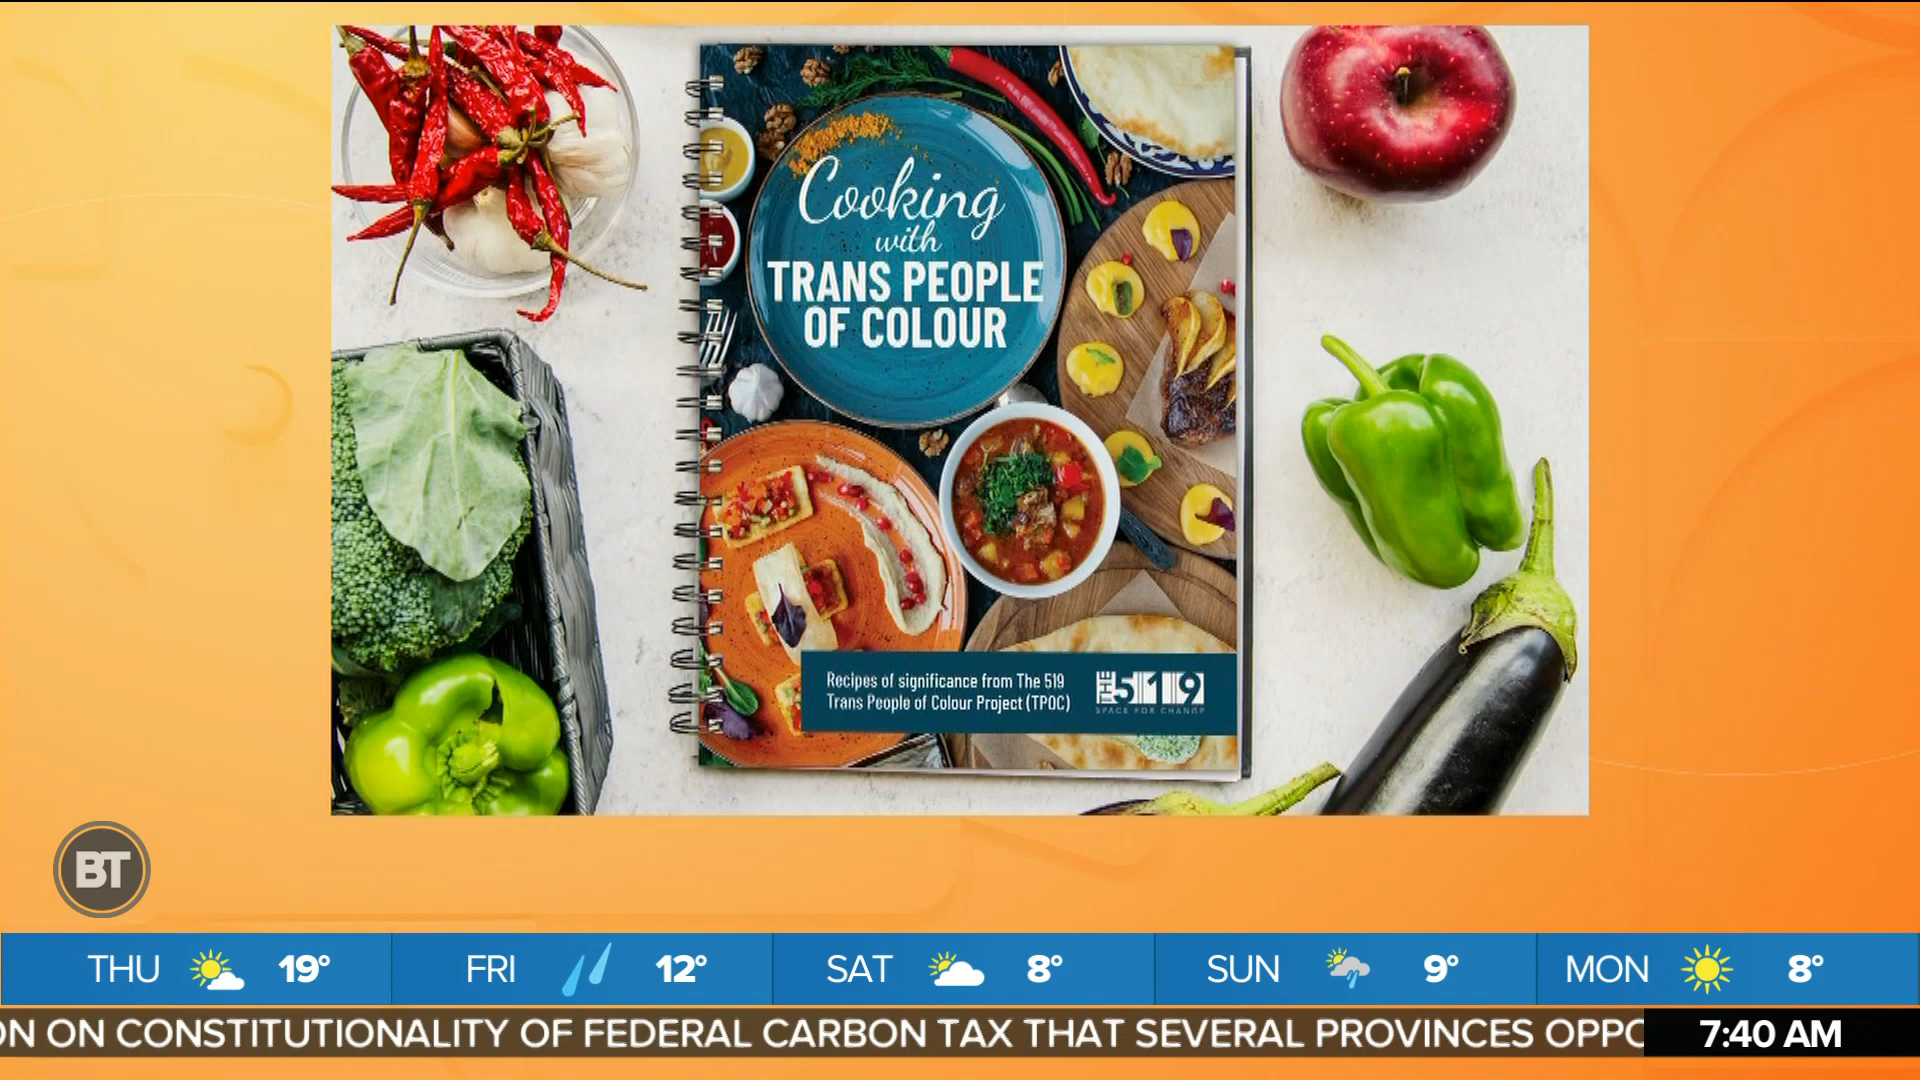 Cooking
with
TRANS PEOPLE
OF COLOUR
Recipes of significance from The 519
Trans People of Colour Project (TPOC)
THE 519
SPACE FOR CHANGE
BT
THU 19° FRI 12° SAT 8° SUN 9° MON 8°
ON ON CONSTITUTIONALITY OF FEDERAL CARBON TAX THAT SEVERAL PROVINCES OPPO
7:40 AM